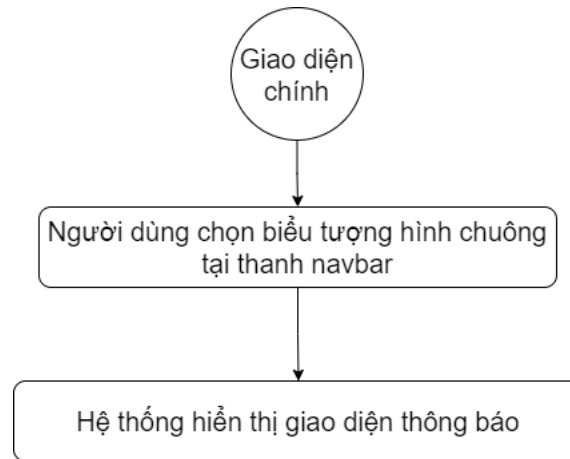 Giao diện
chính
Người dùng chọn biểu tượng hình chuông
tại thanh navbar
Hệ thống hiển thị giao diện thông báo